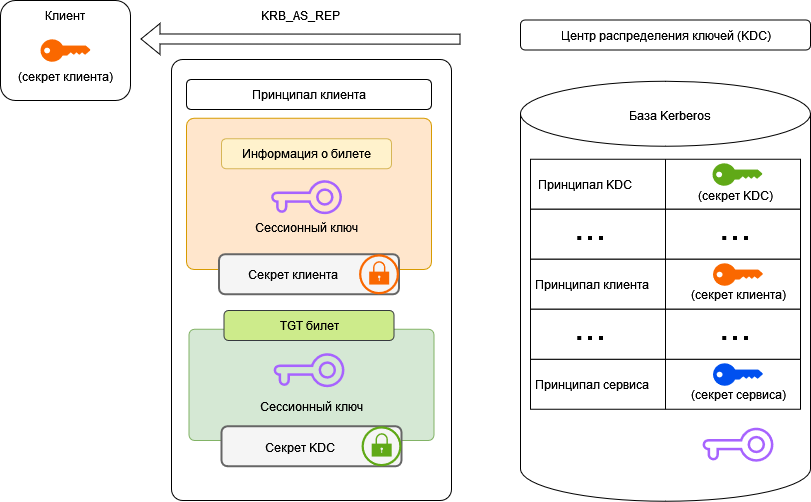 Клиент
(секрет клиента)
KRB_AS_REP
Центр распределения ключей (KDC)
Принципал клиента
Информация о билете
Сессионный ключ
Секрет клиента
TGT билет
Сессионный ключ
Секрет KDC
База Kerberos
Принципал KDC
(секрет KDC)
... ...
Принципал клиента
(секрет клиента)
... ...
Принципал сервиса
(секрет сервиса)